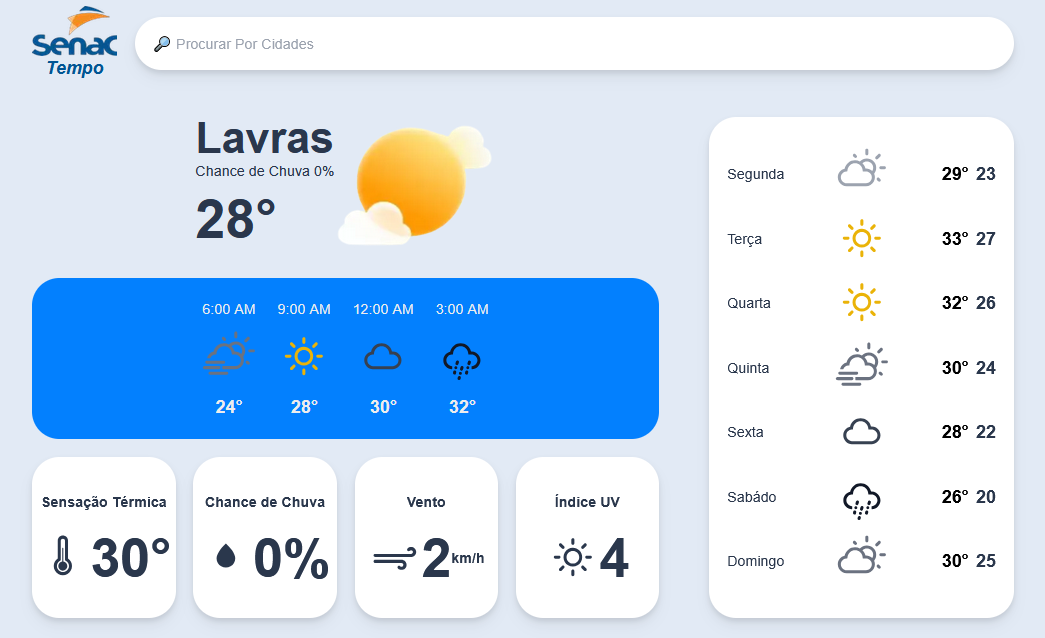 Senac
Tempo
Procurar Por Cidades
Lavras
Chance de Chuva 0%
28°
6:00 AM 9:00 AM 12:00 AM 3:00 AM
24° 28° 30° 32°
Sensação Térmica
30°
Chance de Chuva
0%
Vento
2 km/h
Índice UV
4
Segunda 29° 23
Terça 33° 27
Quarta 32° 26
Quinta 30° 24
Sexta 28° 22
Sabádo 26° 20
Domingo 30° 25